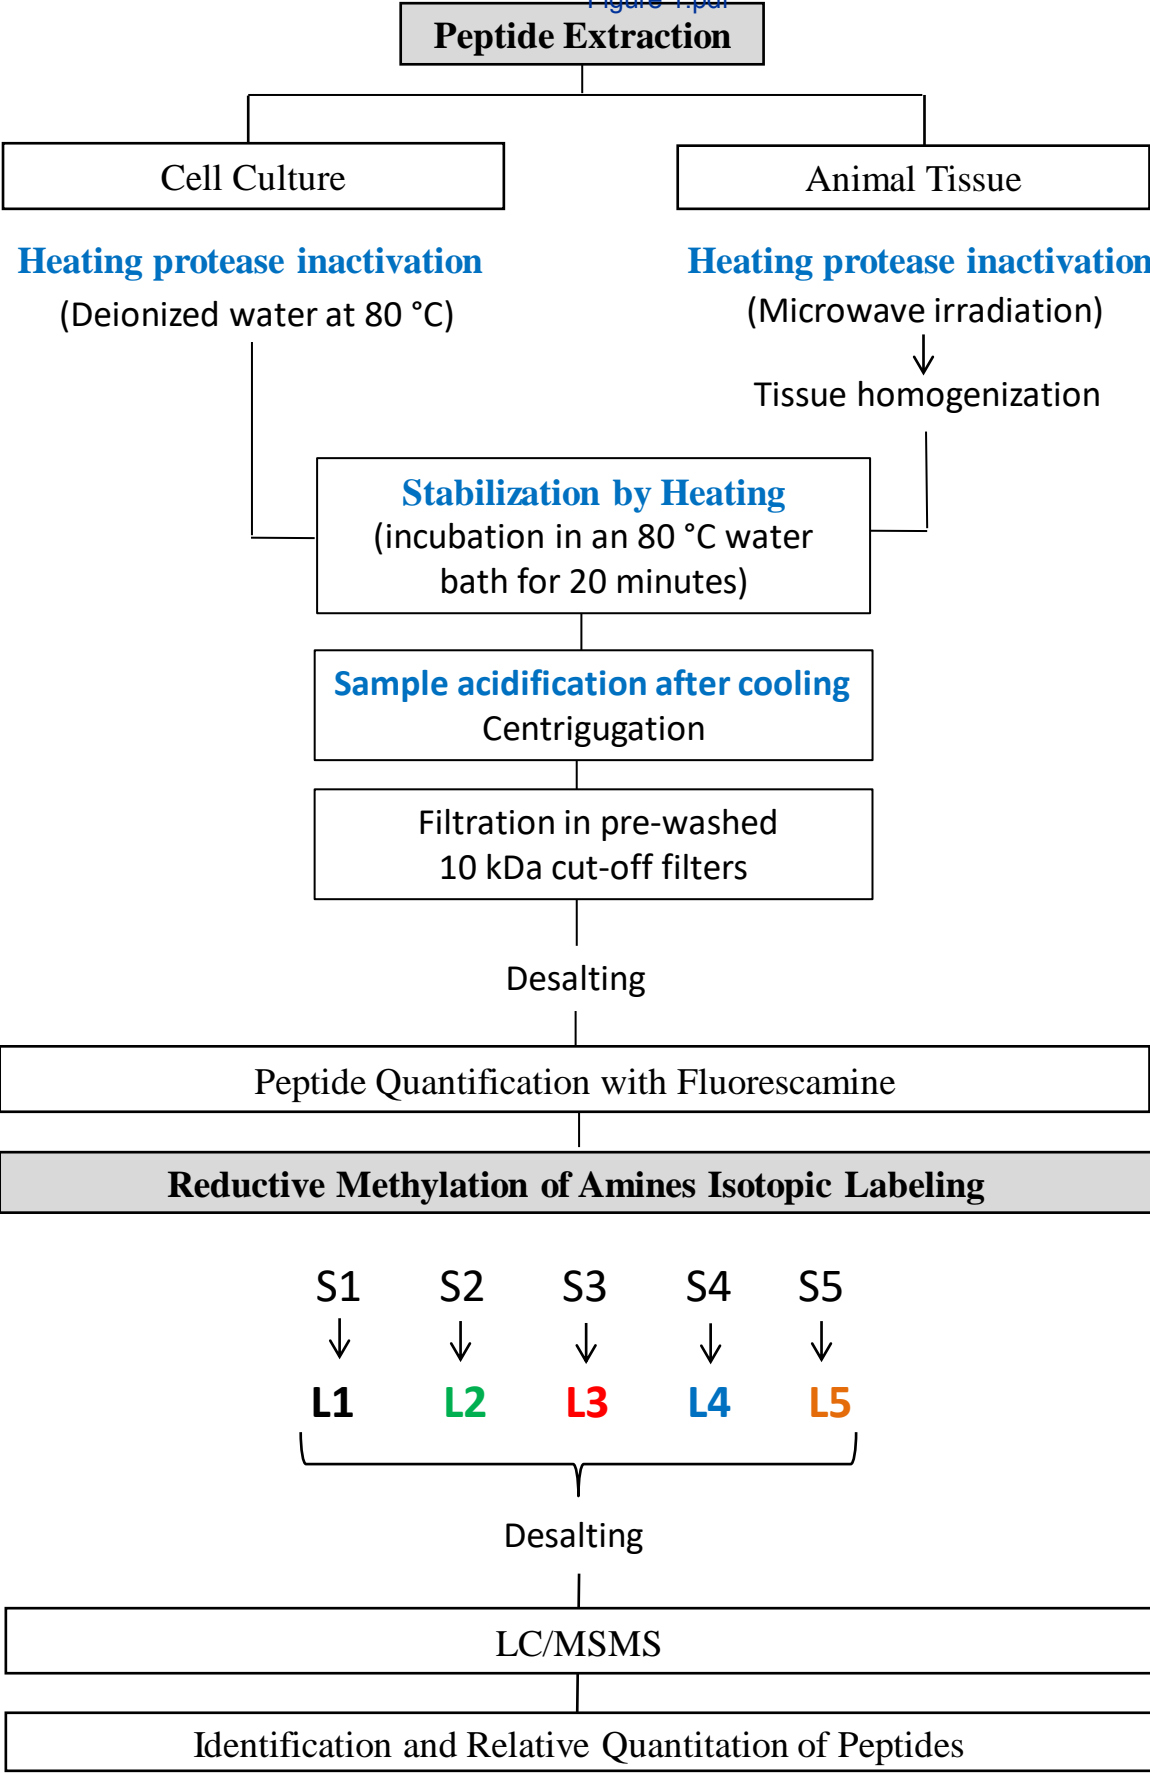 Figure 1.pdf
Peptide Extraction
Cell Culture
Animal Tissue
Heating protease inactivation
(Deionized water at 80 °C)
Heating protease inactivation
(Microwave irradiation)
Tissue homogenization
Stabilization by Heating
(incubation in an 80 °C water
bath for 20 minutes)
Sample acidification after cooling
Centrigugation
Filtration in pre-washed
10 kDa cut-off filters
Desalting
Peptide Quantification with Fluorescamine
Reductive Methylation of Amines Isotopic Labeling
S1 S2 S3 S4 S5
L1 L2 L3 L4 L5
Desalting
LC/MSMS
Identification and Relative Quantitation of Peptides